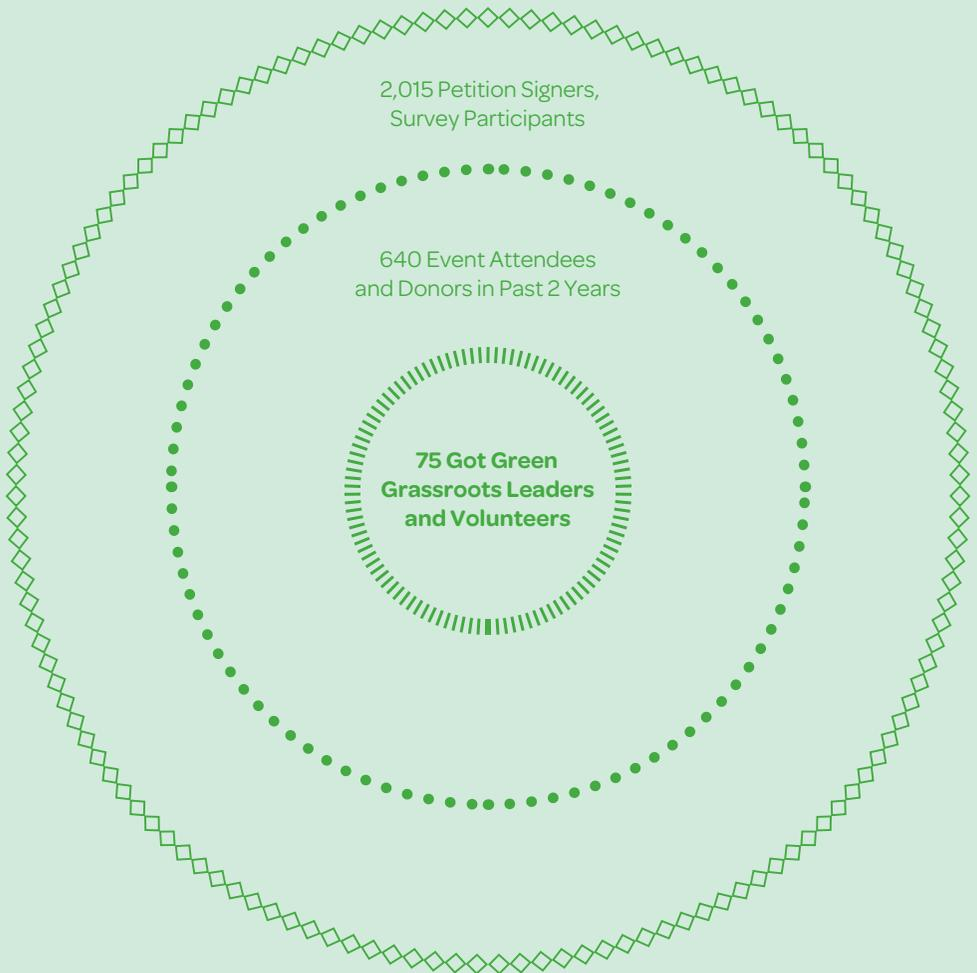 2,015 Petition Signers,
Survey Participants
640 Event Attendees
and Donors in Past 2 Years
75 Got Green
Grassroots Leaders
and Volunteers